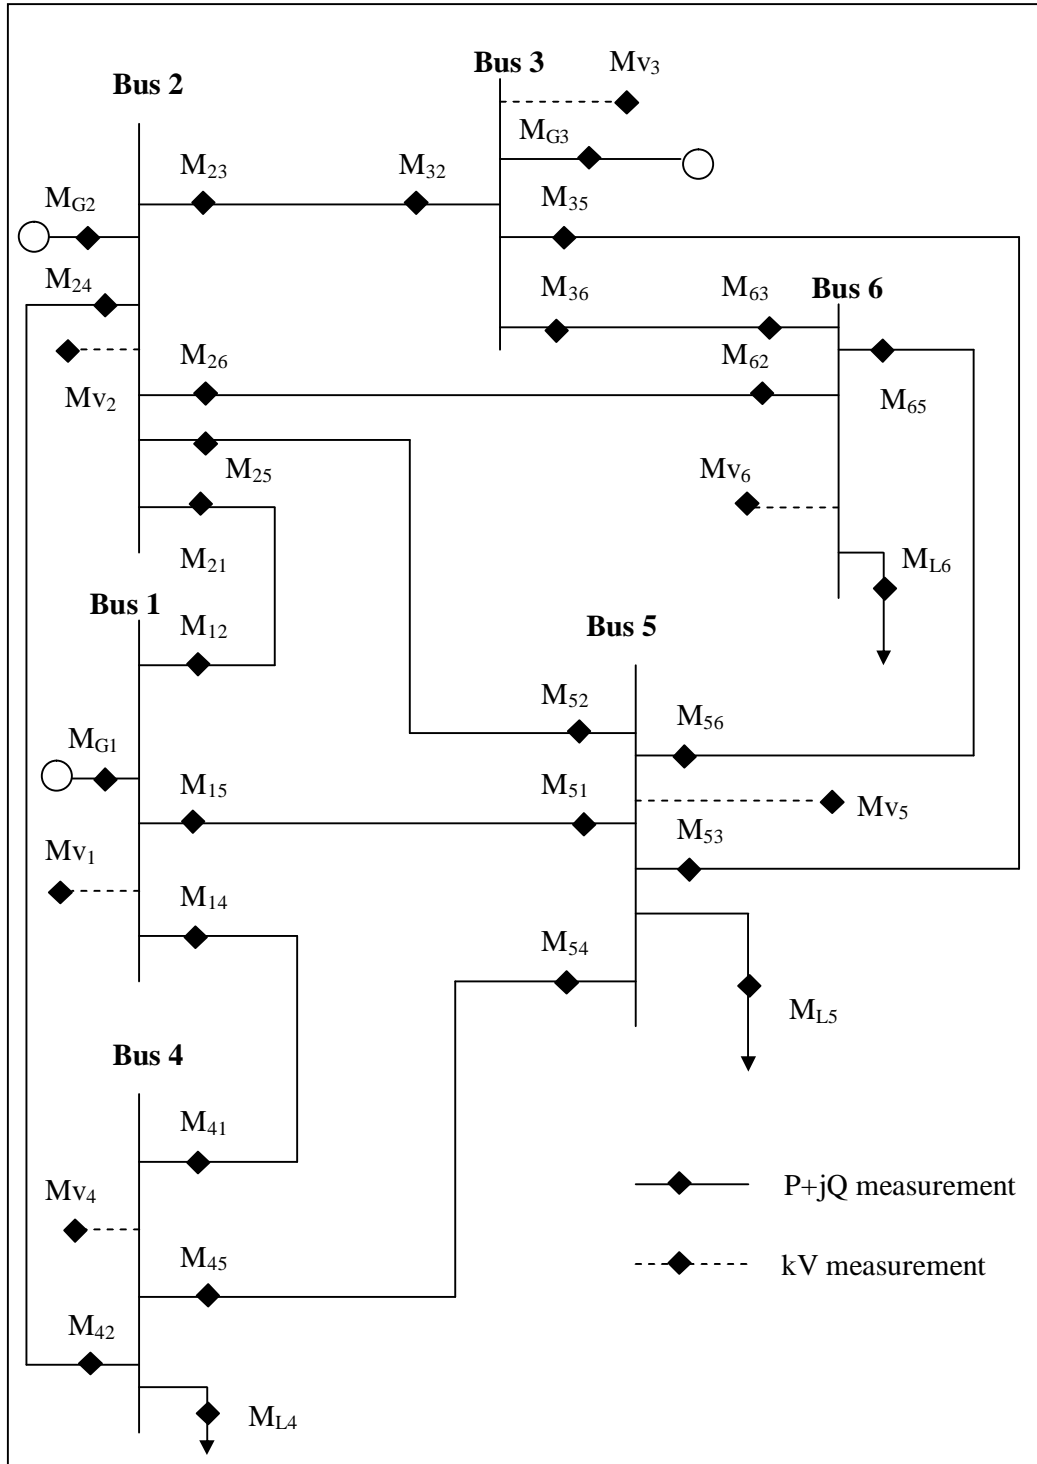 Bus 3
Mv3
Bus 2
MG3
M23
M32
MG2
M35
M24
M36
M63
Bus 6
M26
M62
Mv2
M65
M25
Mv6
M21
ML6
Bus 1
M12
Bus 5
M52
M56
MG1
M15
M51
Mv5
M53
Mv1
M14
M54
ML5
Bus 4
M41
Mv4
P+jQ measurement
M45
kV measurement
M42
ML4